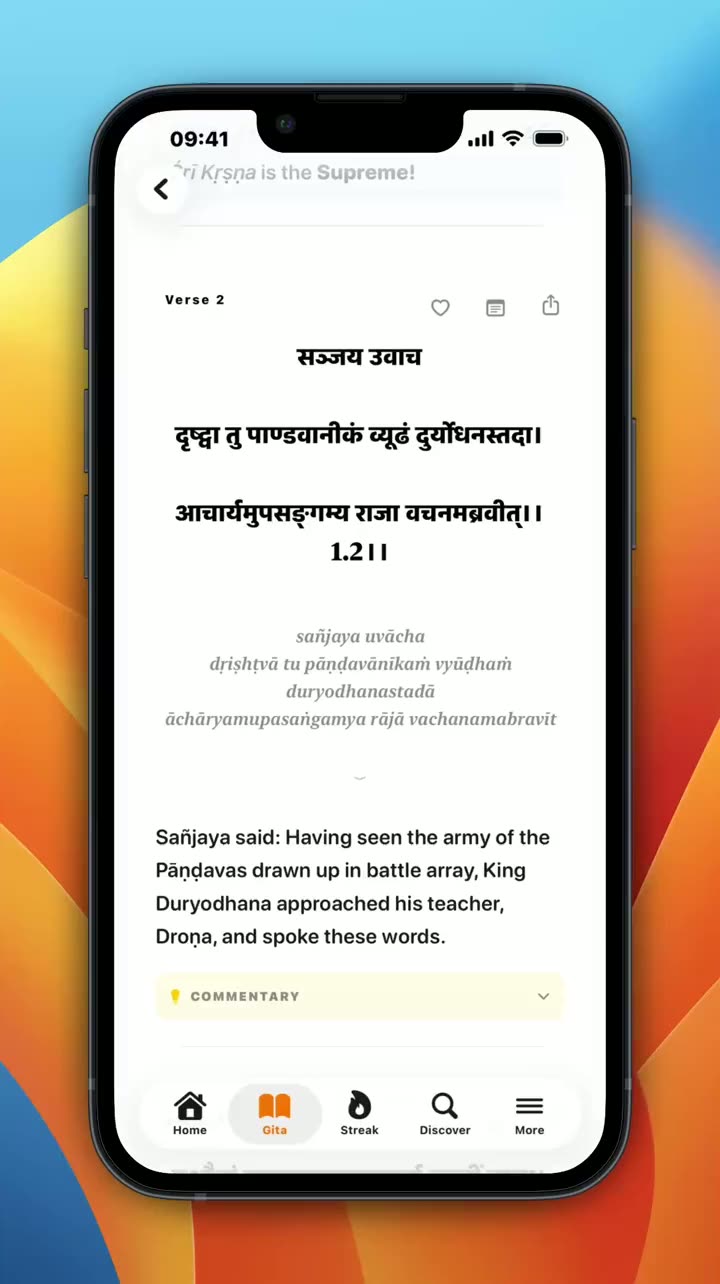 09:41
Śrī Kṛṣṇa is the Supreme!
Verse 2
सञ्जय उवाच
दृष्ट्वा तु पाण्डवानीकं व्यूढं दुर्योधनस्तदा।
आचार्यमुपसङ्गम्य राजा वचनमब्रवीत्।।
1.2।।
sañjaya uvācha
dṛiṣhṭvā tu pāṇḍavānīkaṁ vyūḍhaṁ
duryodhanastadā
āchāryamupasaṅgamya rājā vachanamabravīt
Sañjaya said: Having seen the army of the
Pāṇḍavas drawn up in battle array, King
Duryodhana approached his teacher,
Droṇa, and spoke these words.
COMMENTARY
Home Gita Streak Discover More